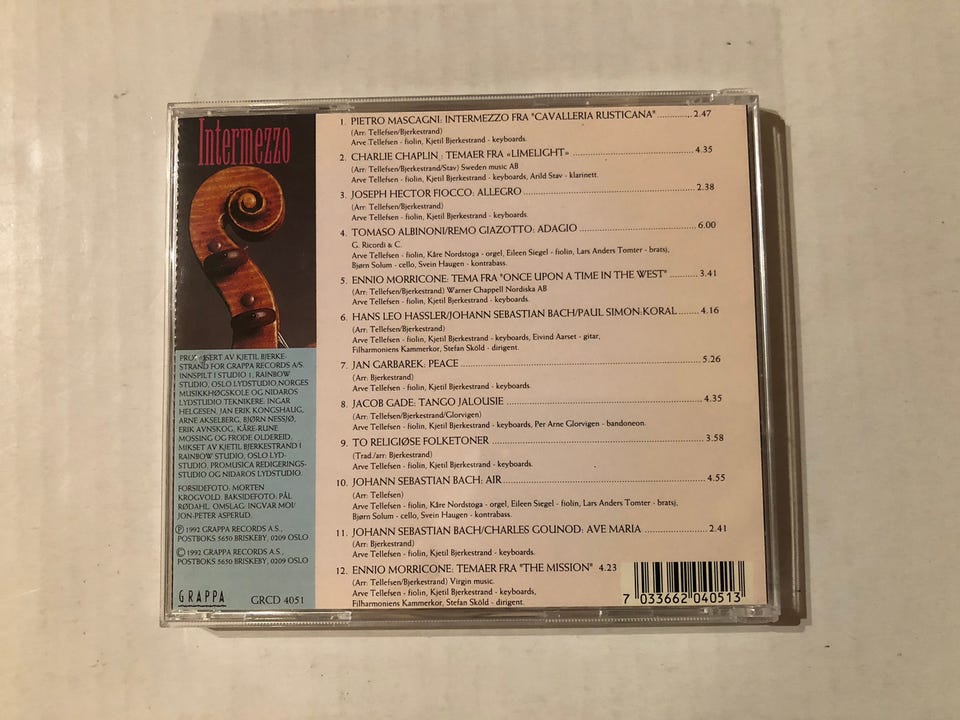 Intermezzo
1. PIETRO MASCAGNI: INTERMEZZO FRA "CAVALLERIA RUSTICANA" 2.47
(Arr: Tellefsen/Bjerkestrand)
Arve Tellefsen - fiolin, Kjetil Bjerkestrand - keyboards.
2. CHARLIE CHAPLIN : TEMAER FRA «LIMELIGHT» 4.35
(Arr: Tellefsen/Bjerkestrand/Stav) Sweden music AB
Arve Tellefsen - fiolin, Kjetil Bjerkestrand - keyboards, Arild Stav - klarinett.
3. JOSEPH HECTOR FIOCCO: ALLEGRO 2.38
(Arr: Tellefsen/Bjerkestrand)
Arve Tellefsen - fiolin, Kjetil Bjerkestrand - keyboards.
4. TOMASO ALBINONI/REMO GIAZOTTO: ADAGIO 6.00
G. Ricordi & C.
Arve Tellefsen - fiolin, Kåre Nordstoga - orgel, Eileen Siegel - fiolin, Lars Anders Tomter - bratsj,
Bjørn Solum - cello, Svein Haugen - kontrabass.
5. ENNIO MORRICONE: TEMA FRA "ONCE UPON A TIME IN THE WEST" 3.41
(Arr: Tellefsen/Bjerkestrand) Warner Chappell Nordiska AB
Arve Tellefsen - fiolin, Kjetil Bjerkestrand - keyboards.
6. HANS LEO HASSLER/JOHANN SEBASTIAN BACH/PAUL SIMON:KORAL 4.16
(Arr: Tellefsen/Bjerkestrand)
Arve Tellefsen - fiolin, Kjetil Bjerkestrand - keyboards, Eivind Aarset - gitar,
Filharmoniens Kammerkor, Stefan Sköld - dirigent.
7. JAN GARBAREK: PEACE 5.26
(Arr: Bjerkestrand)
Arve Tellefsen - fiolin, Kjetil Bjerkestrand - keyboards.
8. JACOB GADE: TANGO JALOUSIE 4.35
(Arr: Tellefsen/Bjerkestrand/Glorvigen)
Arve Tellefsen - fiolin, Kjetil Bjerkestrand - keyboards, Per Arne Glorvigen - bandoneon.
9. TO RELIGIØSE FOLKETONER 3.58
(Trad./arr: Bjerkestrand)
Arve Tellefsen - fiolin, Kjetil Bjerkestrand - keyboards.
10. JOHANN SEBASTIAN BACH: AIR 4.55
(Arr: Tellefsen)
Arve Tellefsen - fiolin, Kåre Nordstoga - orgel, Eileen Siegel - fiolin, Lars Anders Tomter - bratsj,
Bjørn Solum - cello, Svein Haugen - kontrabass.
11. JOHANN SEBASTIAN BACH/CHARLES GOUNOD: AVE MARIA 2.41
(Arr: Bjerkestrand)
Arve Tellefsen - fiolin, Kjetil Bjerkestrand - keyboards.
12. ENNIO MORRICONE: TEMAER FRA "THE MISSION" 4.23
(Arr: Tellefsen/Bjerkestrand) Virgin music.
Arve Tellefsen - fiolin, Kjetil Bjerkestrand - keyboards,
Filharmoniens Kammerkor, Stefan Sköld - dirigent.
7 033662 040513
AV KJETIL BJERKE-
STRAND FOR GRAPPA RECORDS A/S.
INNSPILT I STUDIO 1, RAINBOW
STUDIO, OSLO LYDSTUDIO,NORGES
MUSIKKHØGSKOLE OG NIDAROS
LYDSTUDIO TEKNIKERE: INGAR
HELGESEN, JAN ERIK KONGSHAUG,
ARNE AKSELBERG, BJØRN NESSJØ,
ERIK AVNSKOG, KÅRE-RUNE
MOSSING OG FRODE OLDEREID.
MIKSET AV KJETIL BJERKESTRAND I
RAINBOW STUDIO, OSLO LYD-
STUDIO, PROMUSICA REDIGERINGS-
STUDIO OG NIDAROS LYDSTUDIO.
FORSIDEFOTO: MORTEN
KROGVOLD. BAKSIDEFOTO: PÅL
RØDAHL. OMSLAG: INGVAR MOI/
JON-PETER ASPERUD.
℗ 1992 GRAPPA RECORDS A.S.,
POSTBOKS 5650 BRISKEBY, 0209 OSLO
© 1992 GRAPPA RECORDS A.S.,
POSTBOKS 5650 BRISKEBY, 0209 OSLO
GRAPPA GRCD 4051